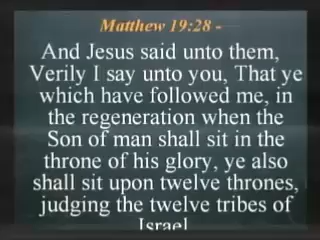 Matthew 19:28 -
And Jesus said unto them,
Verily I say unto you, That ye
which have followed me, in
the regeneration when the
Son of man shall sit in the
throne of his glory, ye also
shall sit upon twelve thrones,
judging the twelve tribes of
Israel